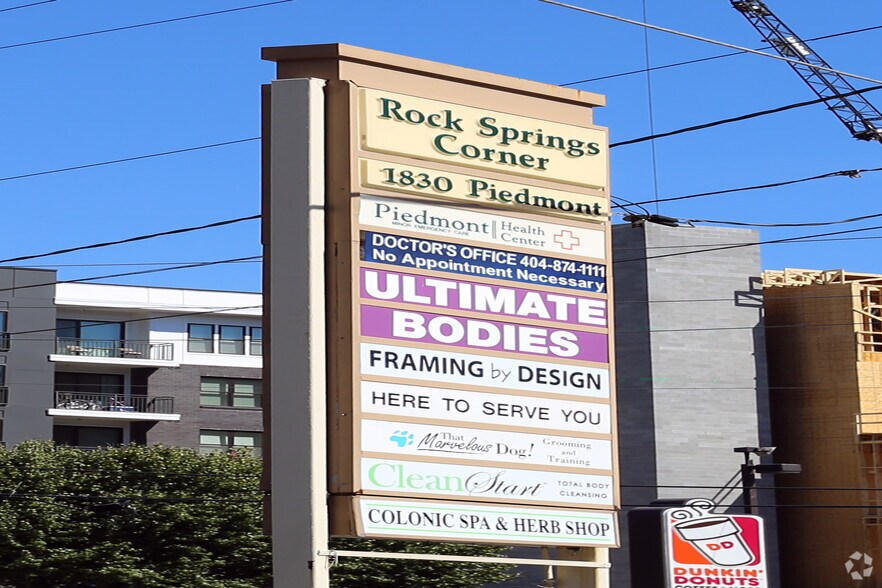 Rock Springs
Corner
1830 Piedmont
Piedmont Health
MINOR EMERGENCY CARE Center
DOCTOR'S OFFICE 404-874-1111
No Appointment Necessary
ULTIMATE
BODIES
FRAMING by DESIGN
HERE TO SERVE YOU
That Marvelous Dog! Grooming
and
Training
CleanStart TOTAL BODY
CLEANSING
COLONIC SPA & HERB SHOP
DD
DUNKIN'
DONUTS